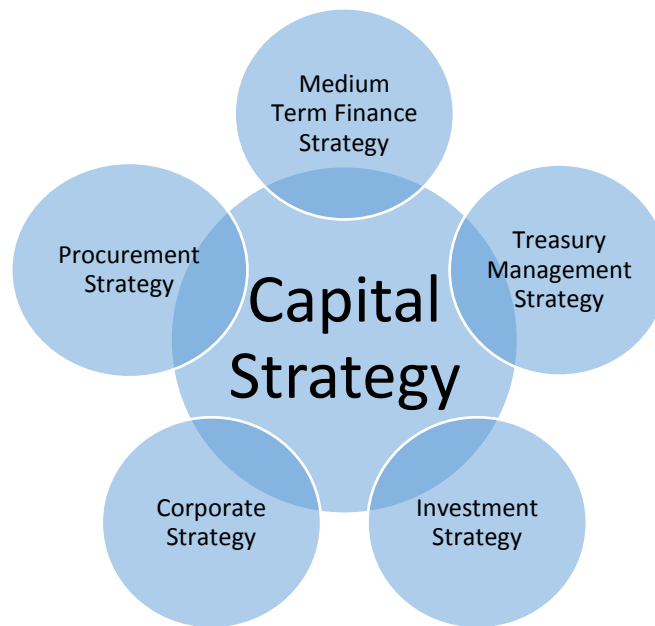 Medium
Term Finance
Strategy
Procurement
Strategy
Treasury
Management
Strategy
Capital
Strategy
Corporate
Strategy
Investment
Strategy